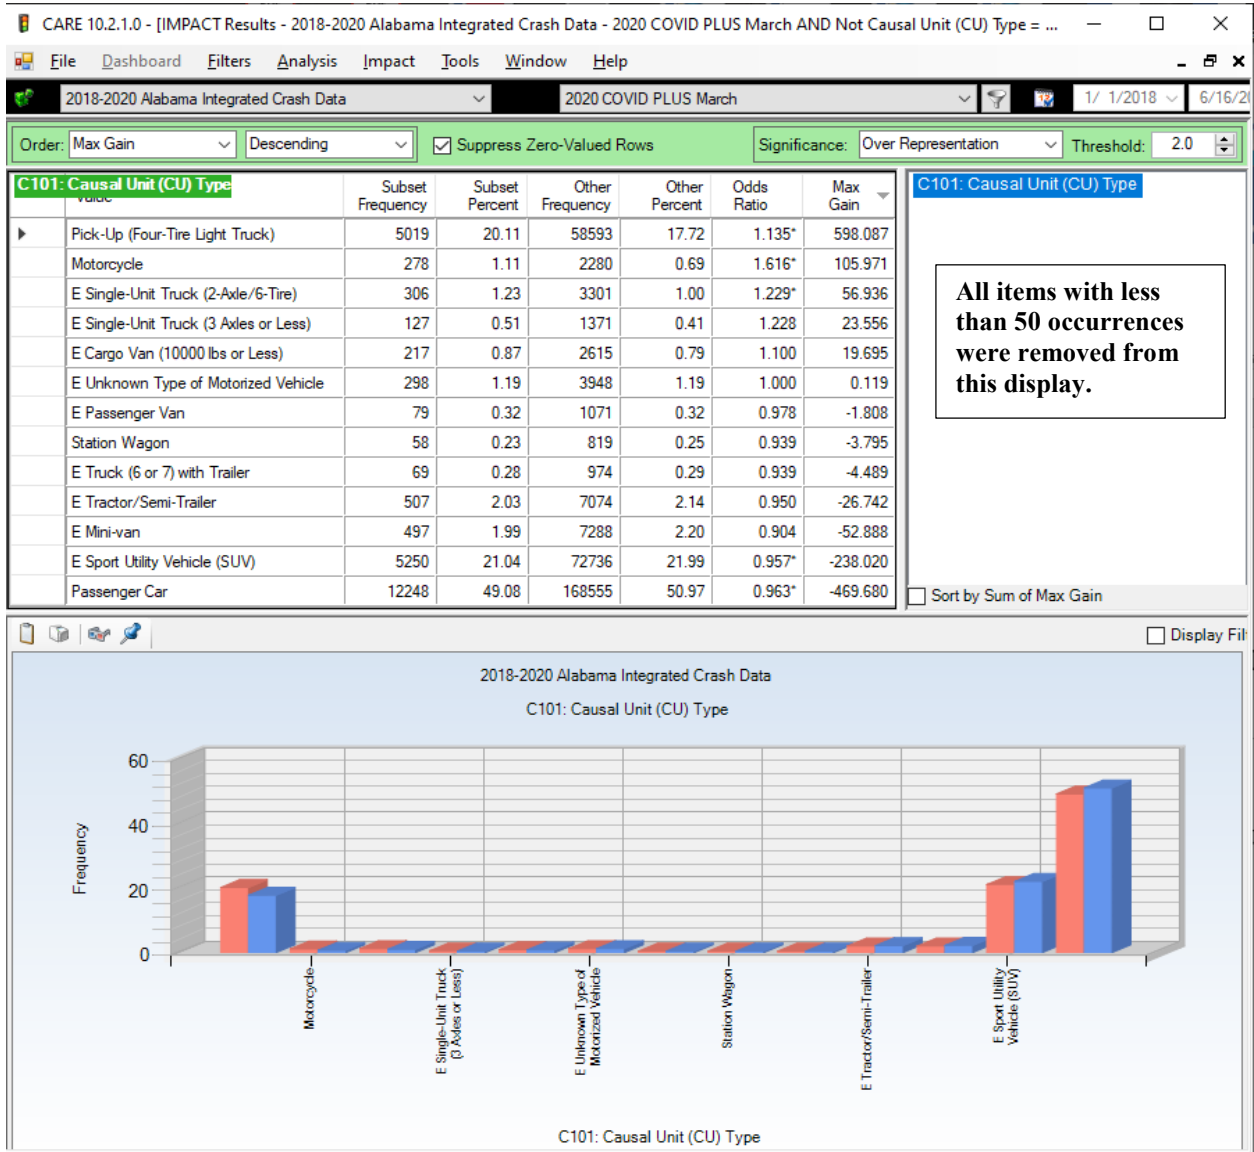 CARE 10.2.1.0 - [IMPACT Results - 2018-2020 Alabama Integrated Crash Data - 2020 COVID PLUS March AND Not Causal Unit (CU) Type = ...
File Dashboard Filters Analysis Impact Tools Window Help
2018-2020 Alabama Integrated Crash Data 2020 COVID PLUS March 1/ 1/2018 6/16/2
Order: Max Gain Descending Suppress Zero-Valued Rows Significance: Over Representation Threshold: 2.0
C101: Causal Unit (CU) Type Subset Frequency Subset Percent Other Frequency Other Percent Odds Ratio Max Gain
Pick-Up (Four-Tire Light Truck) 5019 20.11 58593 17.72 1.135* 598.087
Motorcycle 278 1.11 2280 0.69 1.616* 105.971
E Single-Unit Truck (2-Axle/6-Tire) 306 1.23 3301 1.00 1.229* 56.936
E Single-Unit Truck (3 Axles or Less) 127 0.51 1371 0.41 1.228 23.556
E Cargo Van (10000 lbs or Less) 217 0.87 2615 0.79 1.100 19.695
E Unknown Type of Motorized Vehicle 298 1.19 3948 1.19 1.000 0.119
E Passenger Van 79 0.32 1071 0.32 0.978 -1.808
Station Wagon 58 0.23 819 0.25 0.939 -3.795
E Truck (6 or 7) with Trailer 69 0.28 974 0.29 0.939 -4.489
E Tractor/Semi-Trailer 507 2.03 7074 2.14 0.950 -26.742
E Mini-van 497 1.99 7288 2.20 0.904 -52.888
E Sport Utility Vehicle (SUV) 5250 21.04 72736 21.99 0.957* -238.020
Passenger Car 12248 49.08 168555 50.97 0.963* -469.680
C101: Causal Unit (CU) Type
All items with less
than 50 occurrences
were removed from
this display.
Sort by Sum of Max Gain
Display Filt
2018-2020 Alabama Integrated Crash Data
C101: Causal Unit (CU) Type
Frequency
60
40
20
0
Motorcycle
E Single-Unit Truck
(3 Axles or Less)
E Unknown Type of
Motorized Vehicle
Station Wagon
E Tractor/Semi-Trailer
E Sport Utility
Vehicle (SUV)
C101: Causal Unit (CU) Type